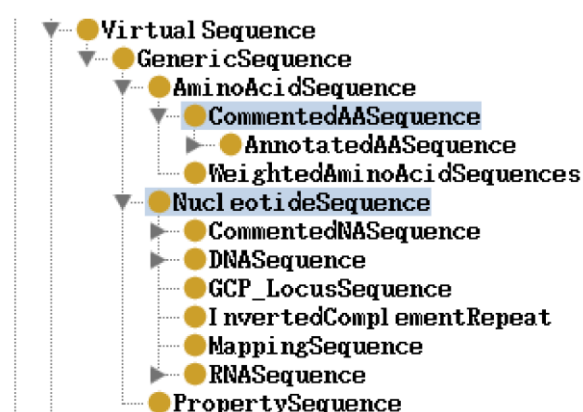 VirtualSequence
GenericSequence
AminoAcidSequence
CommentedAASequence
AnnotatedAASequence
WeightedAminoAcidSequences
NucleotideSequence
CommentedNASequence
DNASequence
GCP_LocusSequence
InvertedComplementRepeat
MappingSequence
RNASequence
PropertySequence